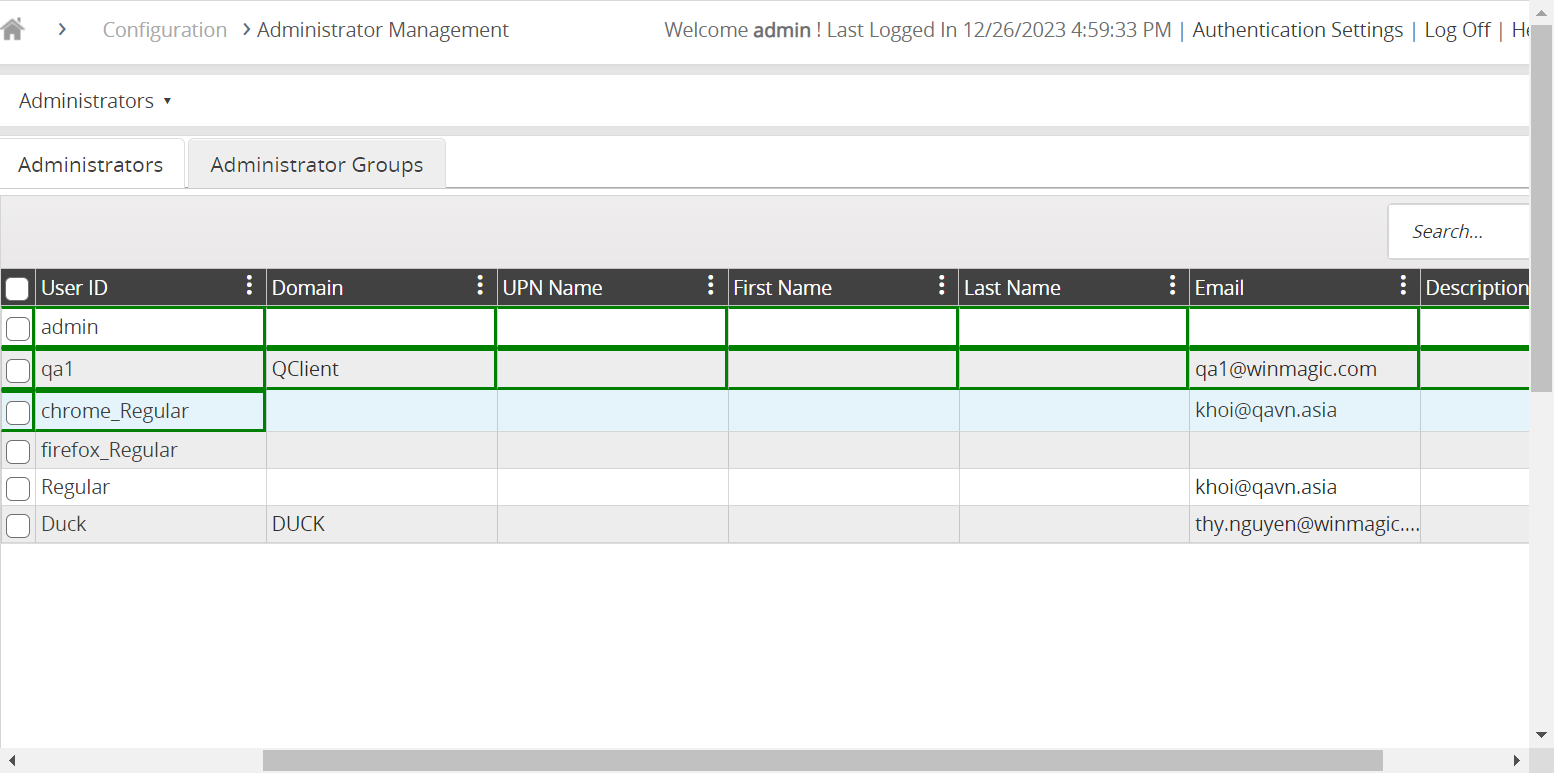 Configuration Administrator Management Welcome admin ! Last Logged In 12/26/2023 4:59:33 PM | Authentication Settings | Log Off |
Administrators
Administrators Administrator Groups
Search...
User ID Domain UPN Name First Name Last Name Email Description
admin
qa1 QClient qa1@winmagic.com
chrome_Regular khoi@qavn.asia
firefox_Regular
Regular khoi@qavn.asia
Duck DUCK thy.nguyen@winmagic....